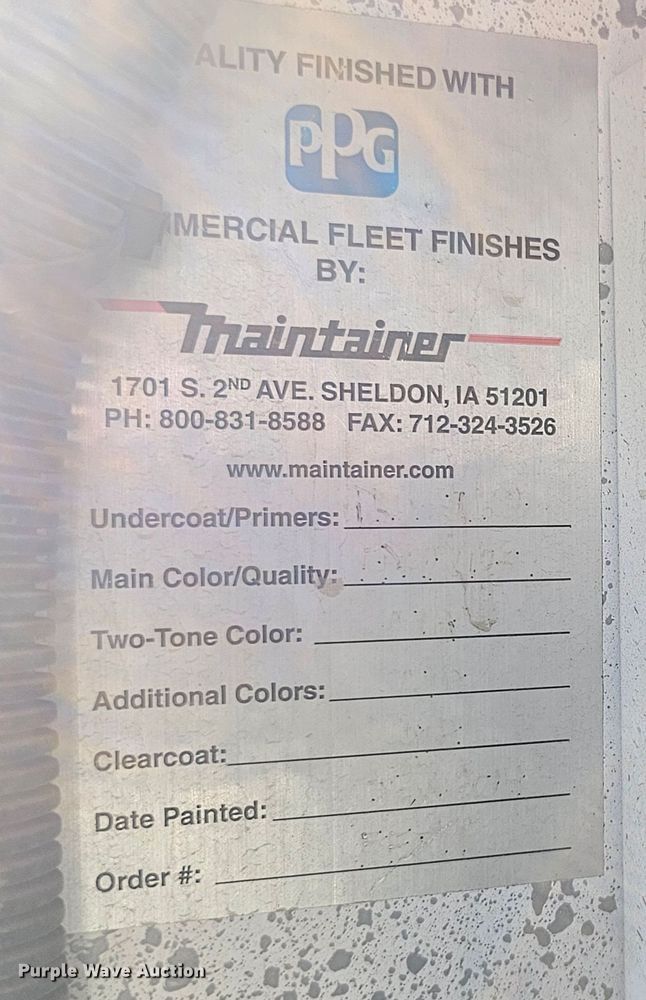 ALITY FINISHED WITH
PPG
MERCIAL FLEET FINISHES
BY:
Maintainer
1701 S. 2ND AVE. SHELDON, IA 51201
PH: 800-831-8588 FAX: 712-324-3526
www.maintainer.com
Undercoat/Primers:
Main Color/Quality:
Two-Tone Color:
Additional Colors:
Clearcoat:
Date Painted:
Order #:
Purple Wave Auction